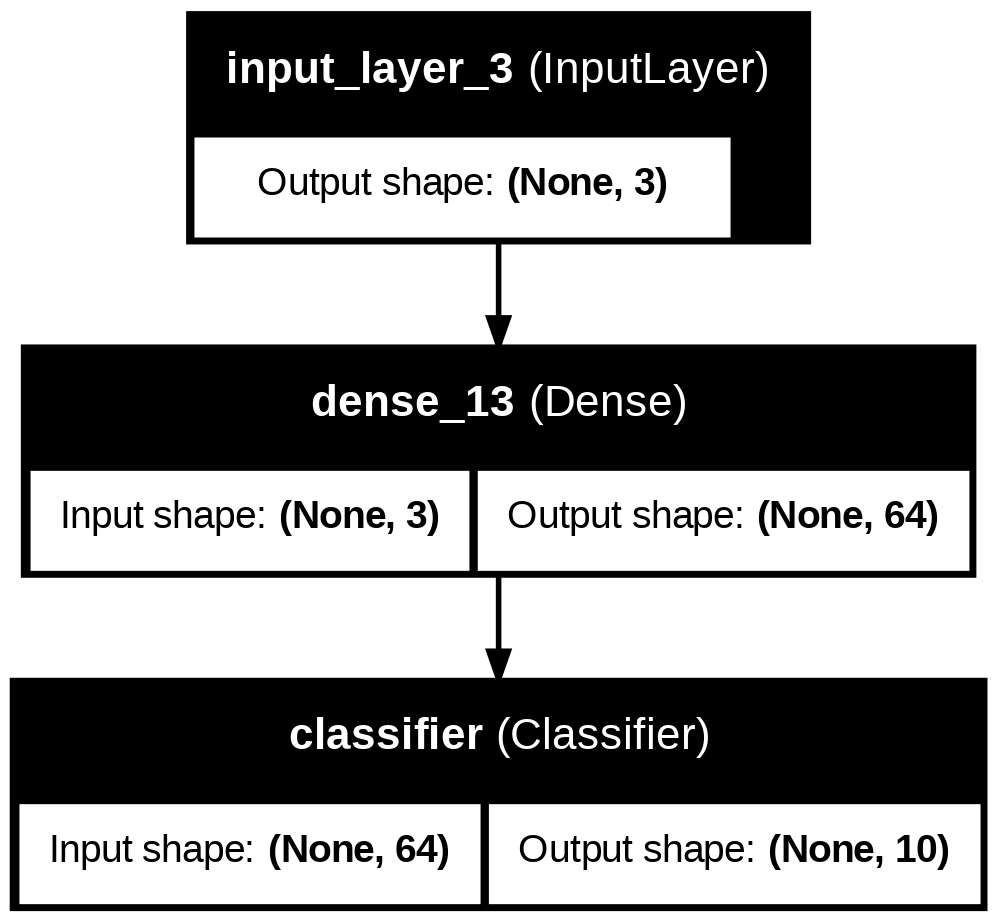 input_layer_3 (InputLayer)
Output shape: (None, 3)
dense_13 (Dense)
Input shape: (None, 3)
Output shape: (None, 64)
classifier (Classifier)
Input shape: (None, 64)
Output shape: (None, 10)